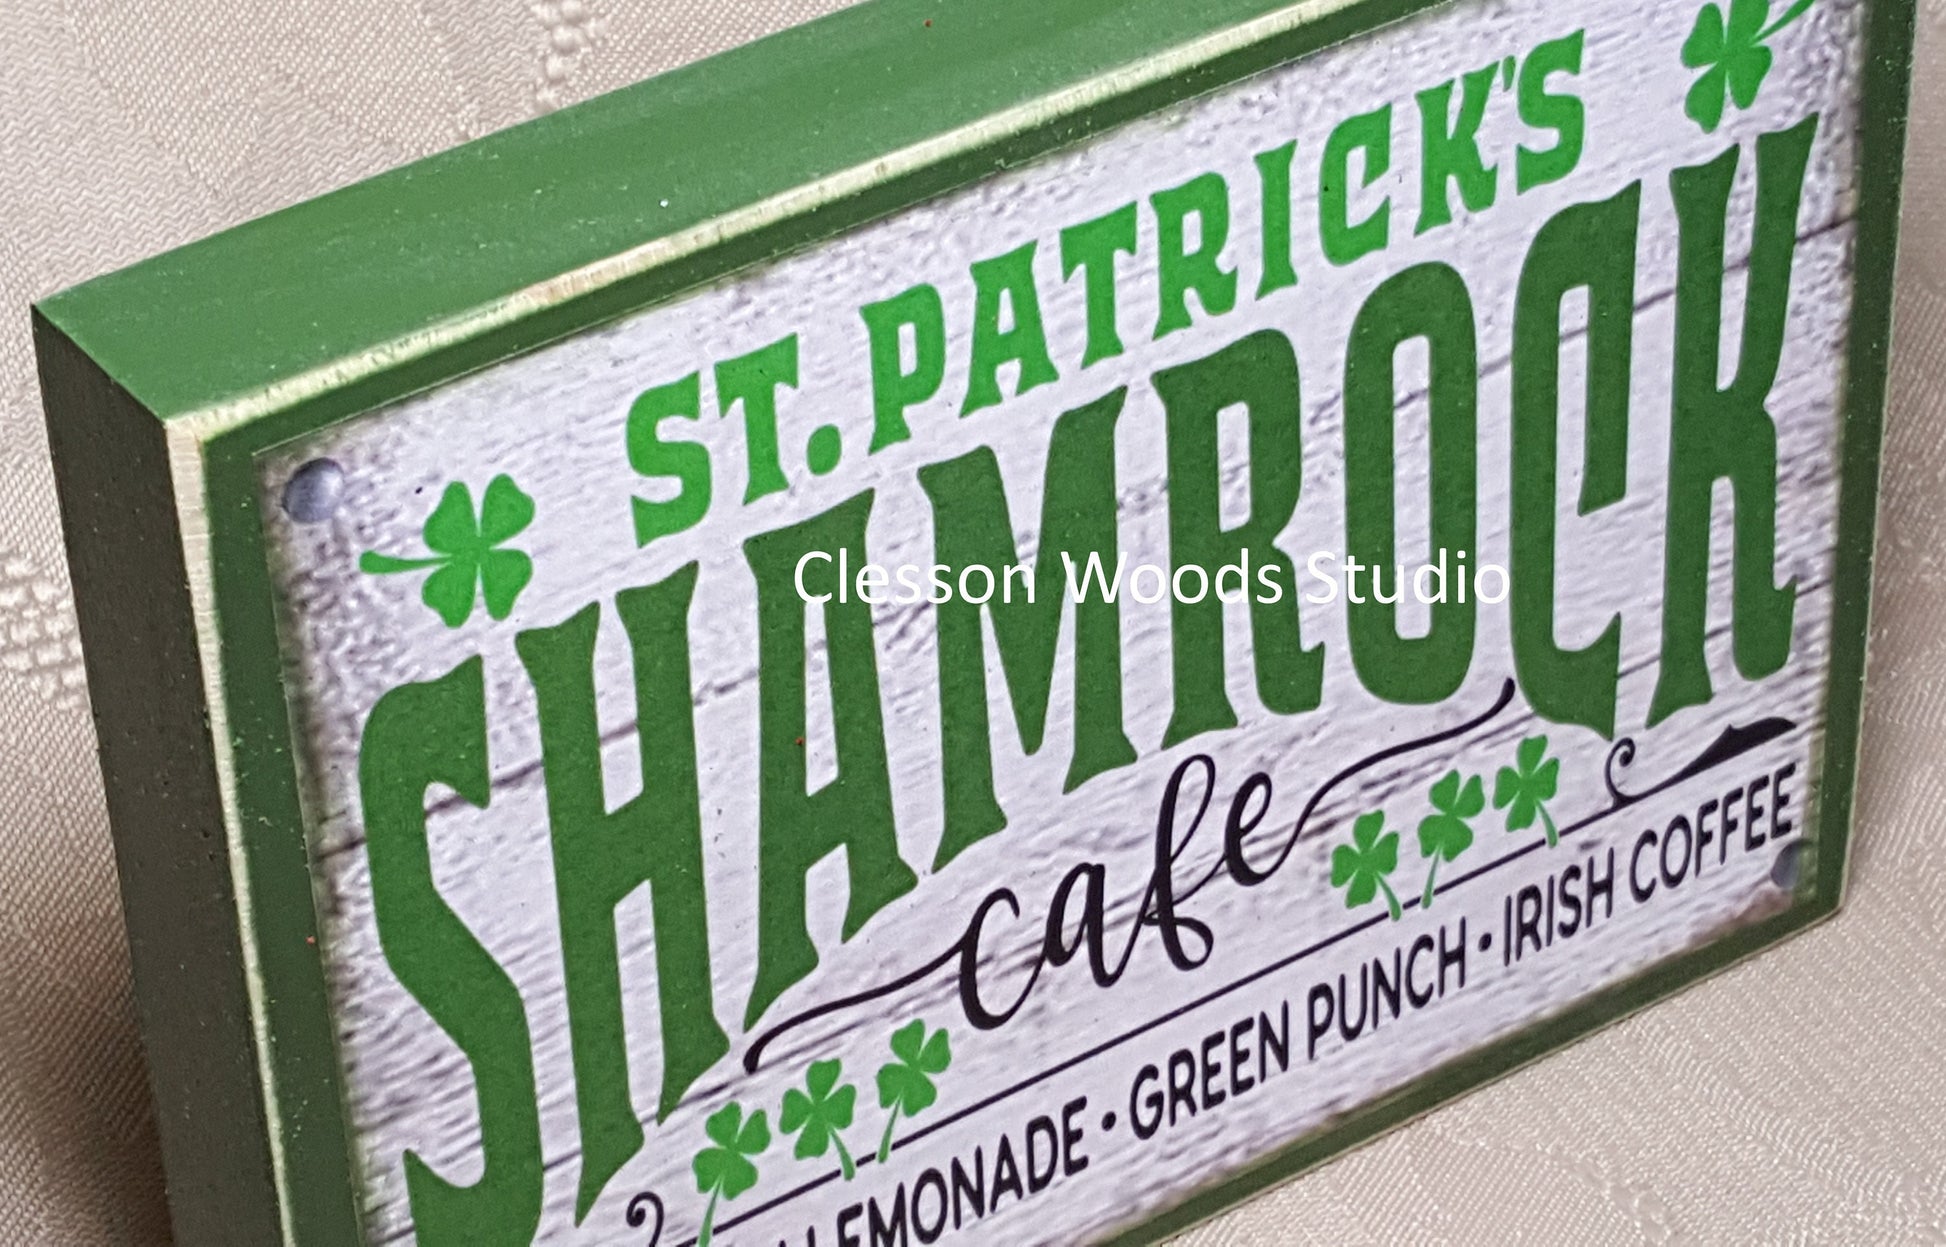 ST. PATRICK'S
SHAMROCK
cafe
LEMONADE • GREEN PUNCH • IRISH COFFEE
Clesson Woods Studio